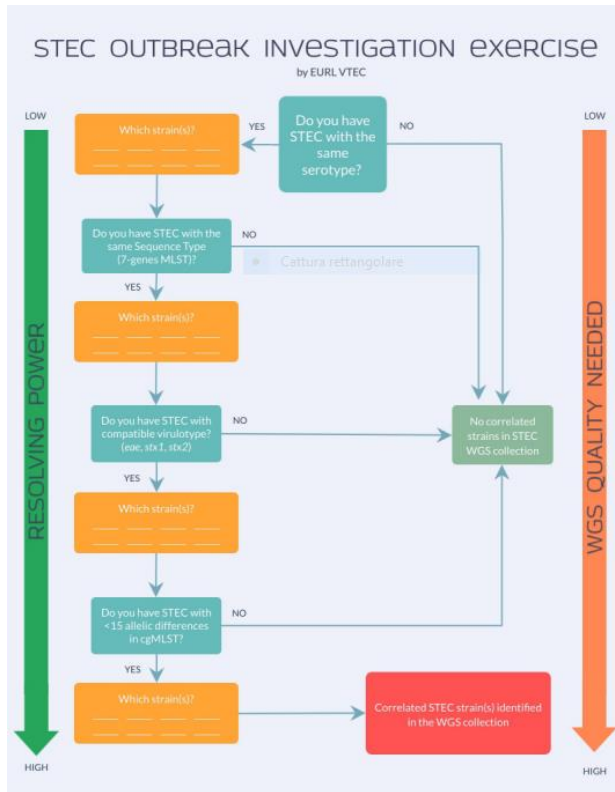 STEC OUTBREAK INVESTIGATION EXERCISE
by EURL VTEC
LOW
LOW
Which strain(s)?
YES
Do you have
STEC with the
same
serotype?
NO
Do you have STEC with the
same Sequence Type
(7-genes MLST)?
NO
Cattura rettangolare
YES
Which strain(s)?
Do you have STEC with
compatible virulotype?
(eae, stx1, stx2)
NO
No correlated
strains in STEC
WGS collection
YES
Which strain(s)?
Do you have STEC with
<15 allelic differences
in cgMLST?
NO
YES
Which strain(s)?
Correlated STEC strain(s) identified
in the WGS collection
RESOLVING POWER
WGS QUALITY NEEDED
HIGH
HIGH